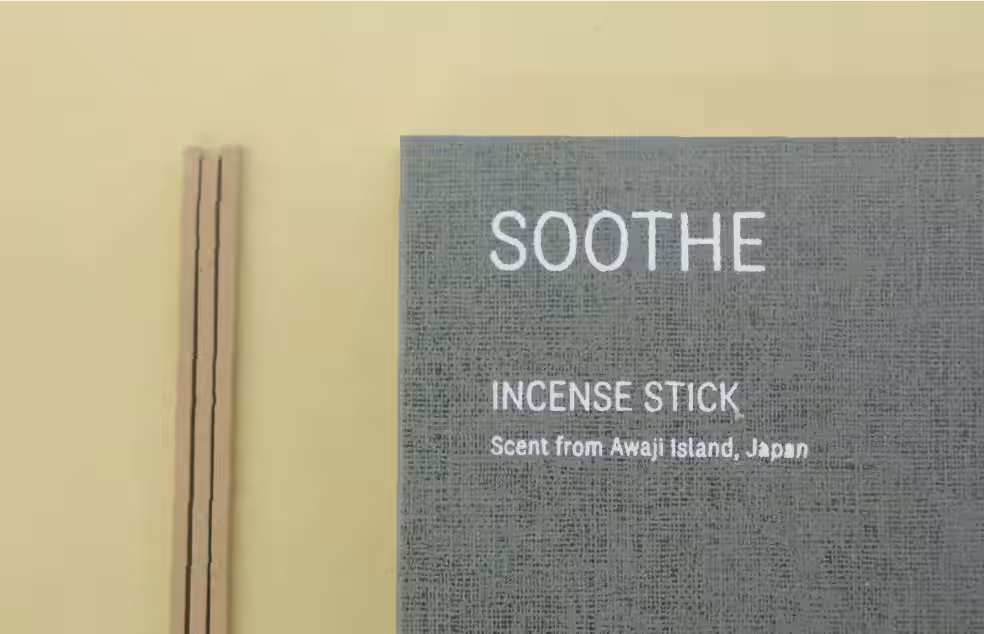 SOOTHE
INCENSE STICK
Scent from Awaji Island, Japan